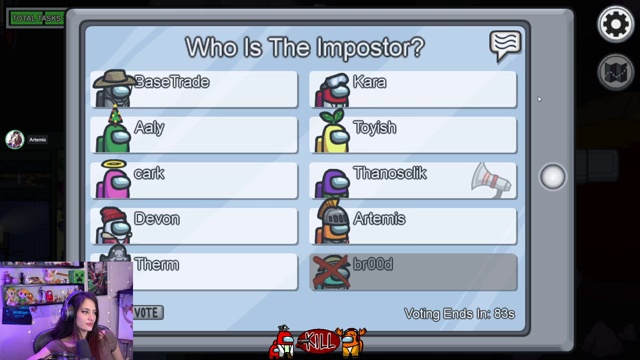 TOTAL TASKS
Who Is The Impostor?
BaseTrade
Kara
Aaly
Toyish
cark
Thanosclik
Devon
Artemis
Therm
br00d
Artemis
VOTE
Voting Ends In: 83s
KILL